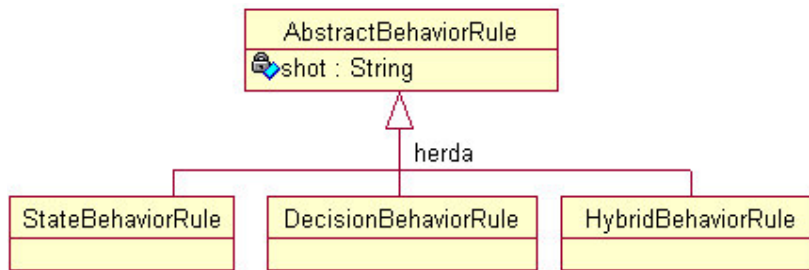 AbstractBehaviorRule
shot : String
herda
StateBehaviorRule
DecisionBehaviorRule
HybridBehaviorRule